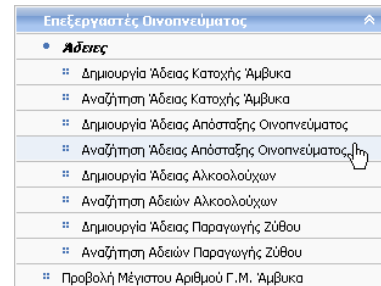 Επεξεργαστές Οινοπνεύματος
Άδειες
Δημιουργία Άδειας Κατοχής Άμβυκα
Αναζήτηση Άδειας Κατοχής Άμβυκα
Δημιουργία Άδειας Απόσταξης Οινοπνεύματος
Αναζήτηση Άδειας Απόσταξης Οινοπνεύματος
Δημιουργία Άδειας Αλκοολούχων
Αναζήτηση Αδειών Αλκοολούχων
Δημιουργία Άδειας Παραγωγής Ζύθου
Αναζήτηση Αδειών Παραγωγής Ζύθου
Προβολή Μέγιστου Αριθμού Γ.Μ. Άμβυκα